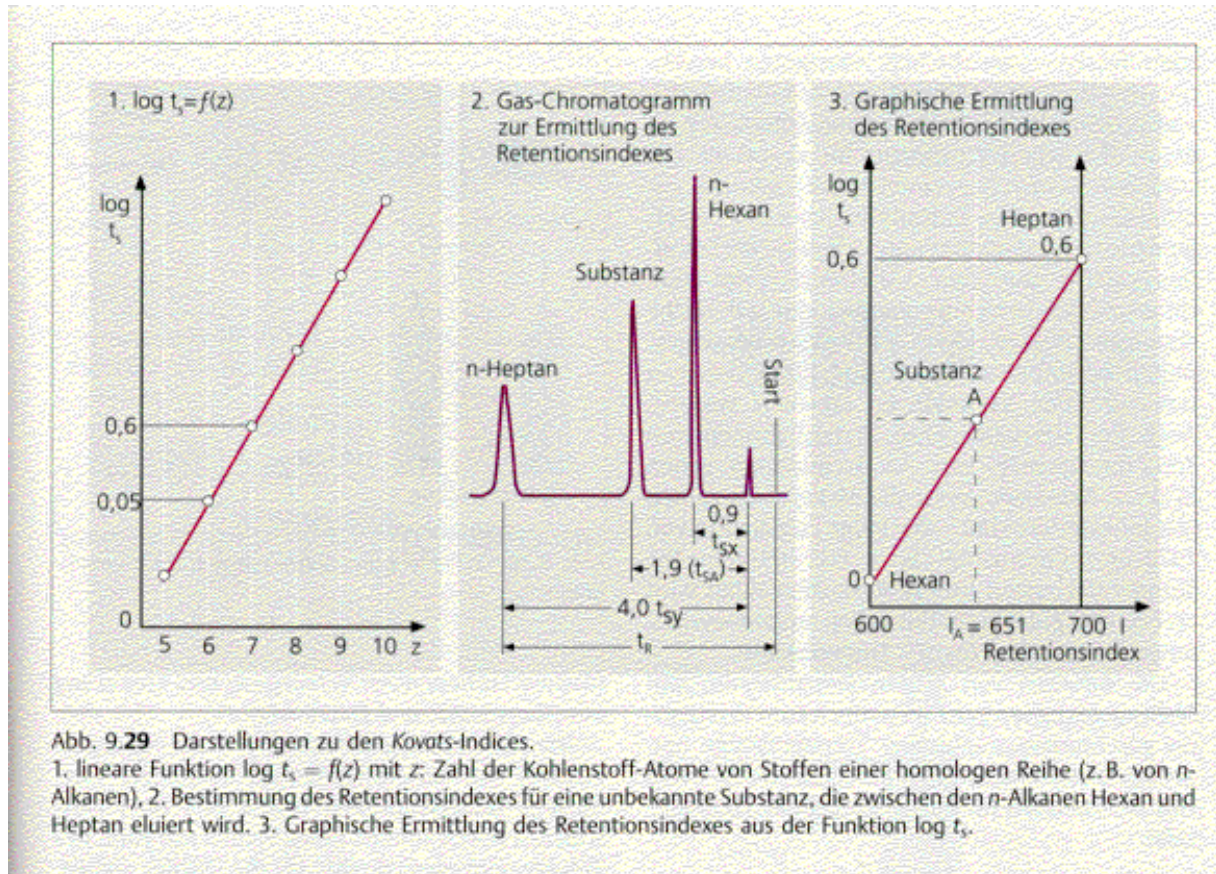 1. log tₛ=f(z)
log
tₛ
0,6
0,05
0
5 6 7 8 9 10 z
2. Gas-Chromatogramm
zur Ermittlung des
Retentionsindexes
n-
Hexan
Substanz
n-Heptan
Start
0,9
tSX
1,9 (tSA)
4,0 tSy
tR
3. Graphische Ermittlung
des Retentionsindexes
log
tₛ
Heptan
0,6
0,6
Substanz
A
0
Hexan
600 IA = 651 700 I
Retentionsindex
Abb. 9.29 Darstellungen zu den Kovats-Indices.
1. lineare Funktion log tₛ = f(z) mit z: Zahl der Kohlenstoff-Atome von Stoffen einer homologen Reihe (z. B. von n-
Alkanen), 2. Bestimmung des Retentionsindexes für eine unbekannte Substanz, die zwischen den n-Alkanen Hexan und
Heptan eluiert wird. 3. Graphische Ermittlung des Retentionsindexes aus der Funktion log tₛ.